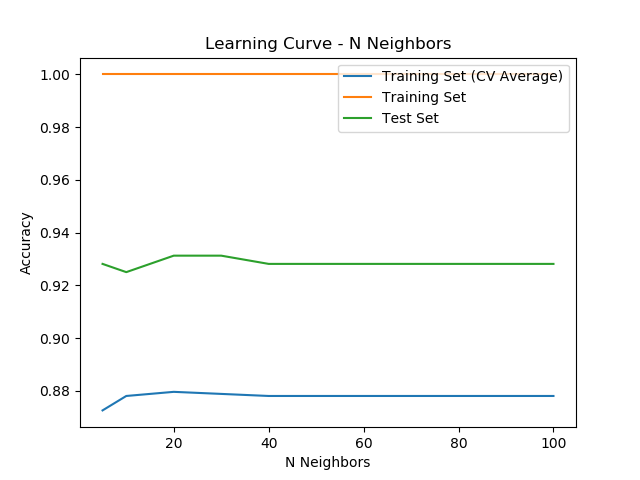 Learning Curve - N Neighbors
Training Set (CV Average)
Training Set
Test Set
Accuracy
1.00
0.98
0.96
0.94
0.92
0.90
0.88
20 40 60 80 100
N Neighbors